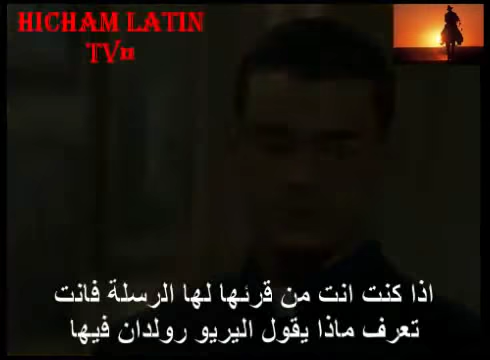 HICHAM LATIN
TV¤
اذا كنت انت من قرئها لها الرسلة فانت
تعرف ماذا يقول اليريو رولدان فيها